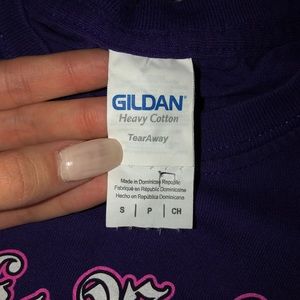 GILDAN®
Heavy Cotton
TearAway
Made in Dominican Republic
Fabriqué en République Dominicaine
Hecho en República Dominicana
S | P | CH